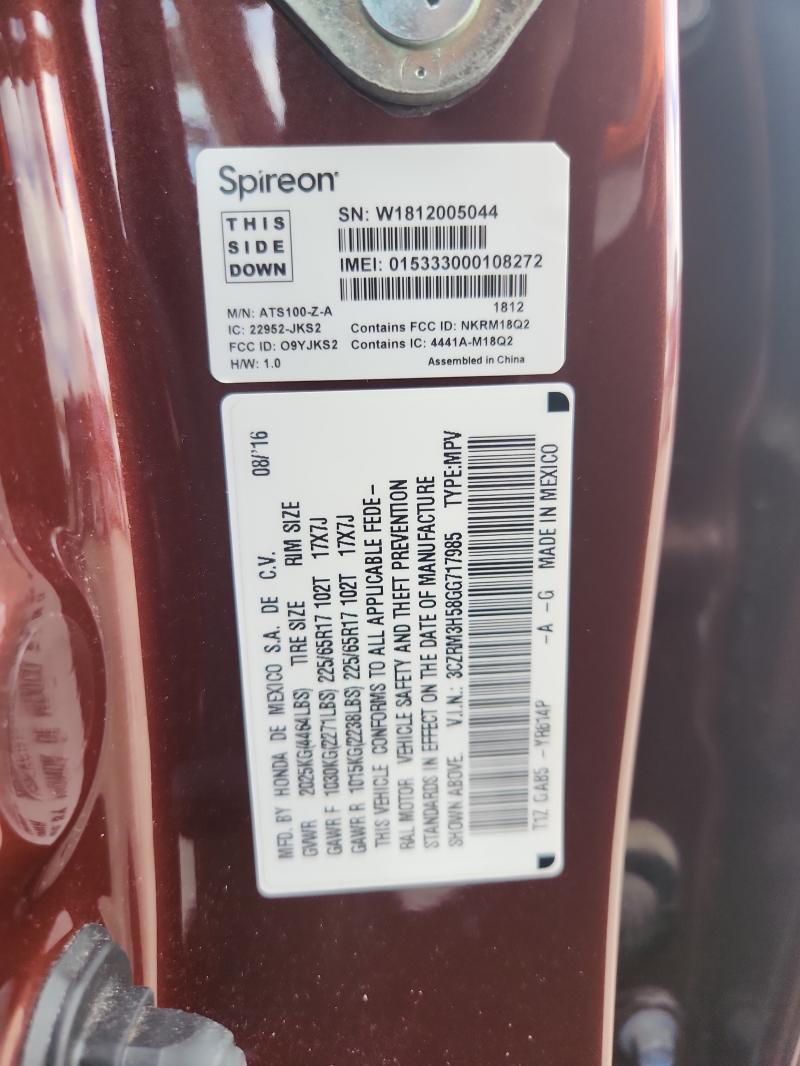 Spireon
THIS
SIDE
DOWN
SN: W1812005044
IMEI: 015333000108272
1812
M/N: ATS100-Z-A
IC: 22952-JKS2 Contains FCC ID: NKRM18Q2
FCC ID: O9YJKS2 Contains IC: 4441A-M18Q2
H/W: 1.0 Assembled in China
MFD. BY HONDA DE MEXICO S.A. DE C.V. 08/'16
GVWR 2025KG(4464LBS) TIRE SIZE RIM SIZE
GAWR F 1030KG(2271LBS) 225/65R17 102T 17X7J
GAWR R 1015KG(2238LBS) 225/65R17 102T 17X7J
THIS VEHICLE CONFORMS TO ALL APPLICABLE FEDE-
RAL MOTOR VEHICLE SAFETY AND THEFT PREVENTION
STANDARDS IN EFFECT ON THE DATE OF MANUFACTURE
SHOWN ABOVE. V.I.N.: 3CZRM3H58GG717985 TYPE:MPV
T1Z CAB5 -YR614P -A -G MADE IN MEXICO